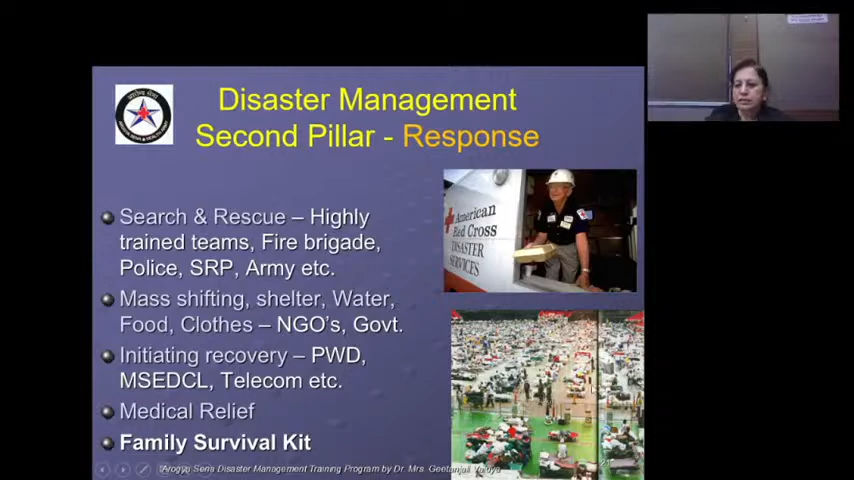 Disaster Management
Second Pillar - Response
Search & Rescue – Highly
trained teams, Fire brigade,
Police, SRP, Army etc.
Mass shifting, shelter, Water,
Food, Clothes – NGO's, Govt.
Initiating recovery – PWD,
MSEDCL, Telecom etc.
Medical Relief
Family Survival Kit
American
Red Cross
DISASTER
SERVICES
Arogya Sena Disaster Management Training Program by Dr. Mrs. Geetanjali Vaidya